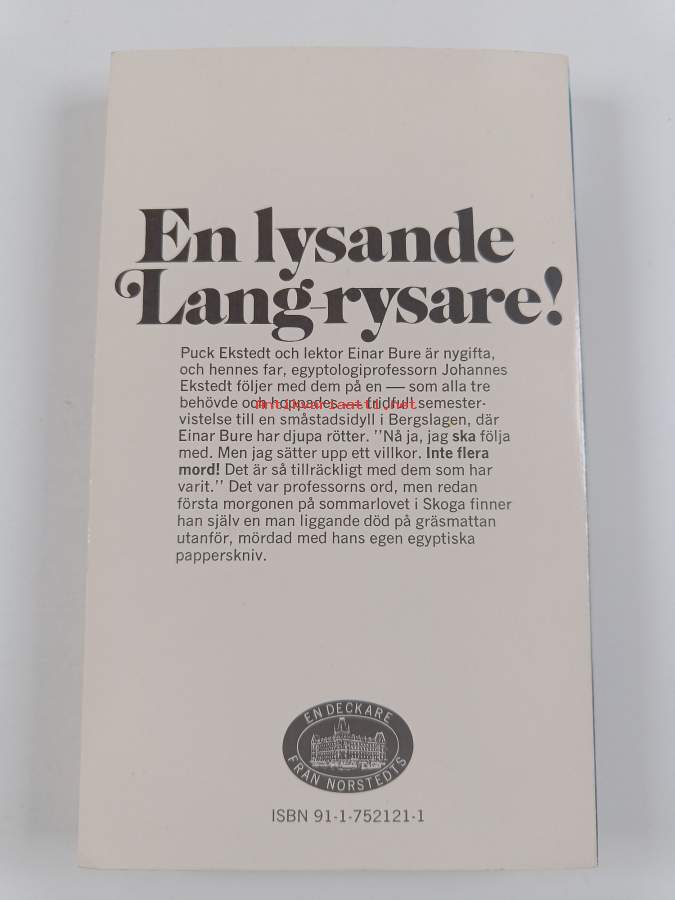 En lysande
Lang-rysare!
Puck Ekstedt och lektor Einar Bure är nygifta,
och hennes far, egyptologiprofessorn Johannes
Ekstedt följer med dem på en — som alla tre
behövde och hoppades — fridfull semester-
antikvariaatti.net
vistelse till en småstadsidyll i Bergslagen, där
Einar Bure har djupa rötter. ''Nå ja, jag ska följa
med. Men jag sätter upp ett villkor. Inte flera
mord! Det är så tillräckligt med dem som har
varit.'' Det var professorns ord, men redan
första morgonen på sommarlovet i Skoga finner
han själv en man liggande död på gräsmattan
utanför, mördad med hans egen egyptiska
papperskniv.
EN DECKARE
FRÅN NORSTEDTS
ISBN 91-1-752121-1